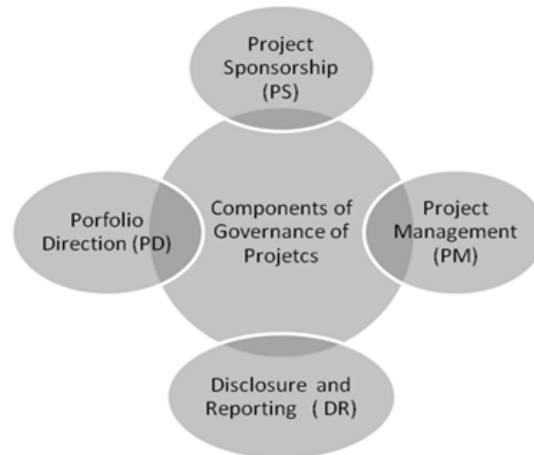 Project
Sponsorship
(PS)
Porfolio
Direction (PD)
Components of
Governance of
Projetcs
Project
Management
(PM)
Disclosure and
Reporting ( DR)